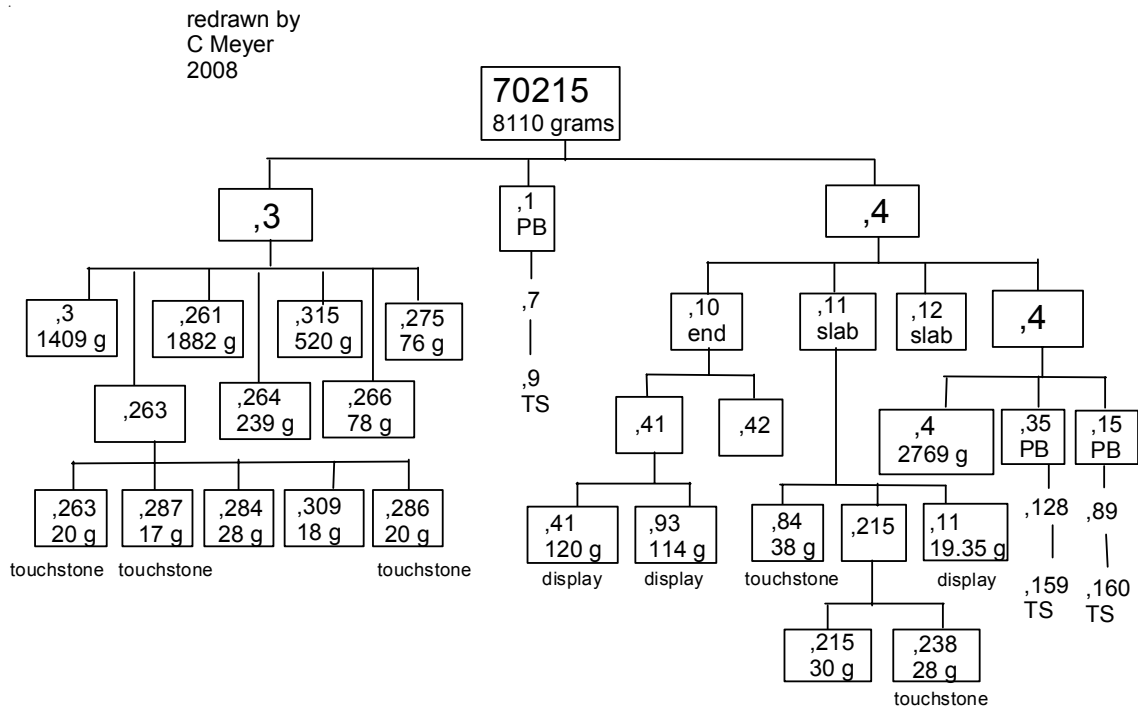 redrawn by
C Meyer
2008
70215
8110 grams
,3
,1
PB
,4
,7
,9
TS
,3
1409 g
,261
1882 g
,315
520 g
,275
76 g
,263
,264
239 g
,266
78 g
,263
20 g
,287
17 g
,284
28 g
,309
18 g
,286
20 g
touchstone
touchstone
touchstone
,10
end
,11
slab
,12
slab
,4
,41
,42
,4
2769 g
,35
PB
,15
PB
,41
120 g
,93
114 g
,84
38 g
,215
,11
19.35 g
,128
,89
display
display
touchstone
display
,159
TS
,160
TS
,215
30 g
,238
28 g
touchstone